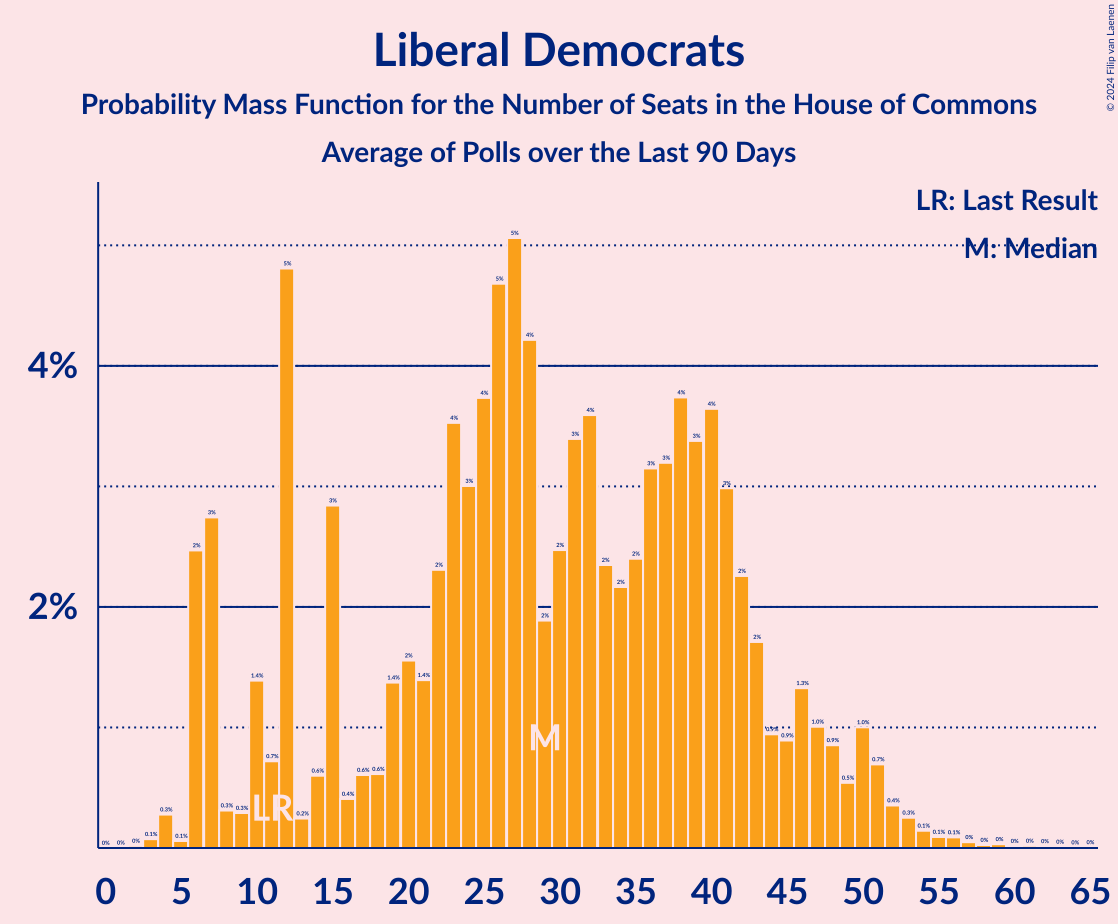 Liberal Democrats
Probability Mass Function for the Number of Seats in the House of Commons
Average of Polls over the Last 90 Days
© 2024 Filip van Laenen
LR: Last Result
M: Median
4%
2%
0% 0% 0% 0.1% 0.3% 0.1% 2% 3% 0.3% 0.3% 1.4% 0.7% 5% 0.2% 0.6% 3% 0.4% 0.6% 0.6% 1.4% 2% 1.4% 2% 4% 3% 4% 5% 5% 4% 2% 2% 3% 4% 2% 2% 2% 3% 3% 4% 3% 4% 3% 2% 2% 0.9% 0.9% 1.3% 1.0% 0.9% 0.5% 1.0% 0.7% 0.4% 0.3% 0.1% 0.1% 0.1% 0% 0% 0% 0% 0% 0% 0% 0% 0%
LR
M
0 5 10 15 20 25 30 35 40 45 50 55 60 65